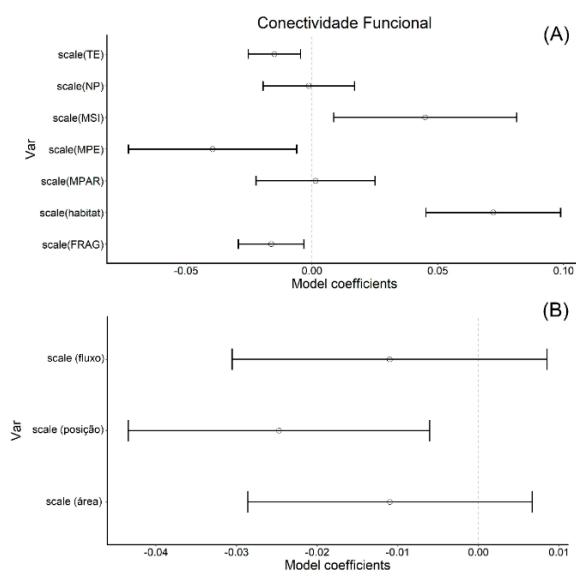 Conectividade Funcional
(A)
scale(TE)
scale(NP)
scale(MSI)
scale(MPE)
scale(MPAR)
scale(habitat)
scale(FRAG)
Var
-0.05
0.00
0.05
0.10
Model coefficients
(B)
scale (fluxo)
scale (posição)
scale (área)
Var
-0.04
-0.03
-0.02
-0.01
0.00
0.01
Model coefficients